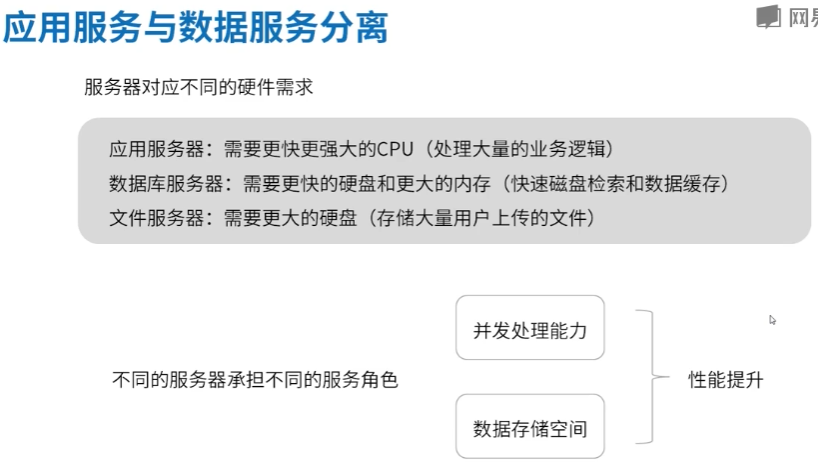 应用服务与数据服务分离
网易
服务器对应不同的硬件需求
应用服务器：需要更快更强大的CPU（处理大量的业务逻辑）
数据库服务器：需要更快的硬盘和更大的内存（快速磁盘检索和数据缓存）
文件服务器：需要更大的硬盘（存储大量用户上传的文件）
并发处理能力
不同的服务器承担不同的服务角色
性能提升
数据存储空间